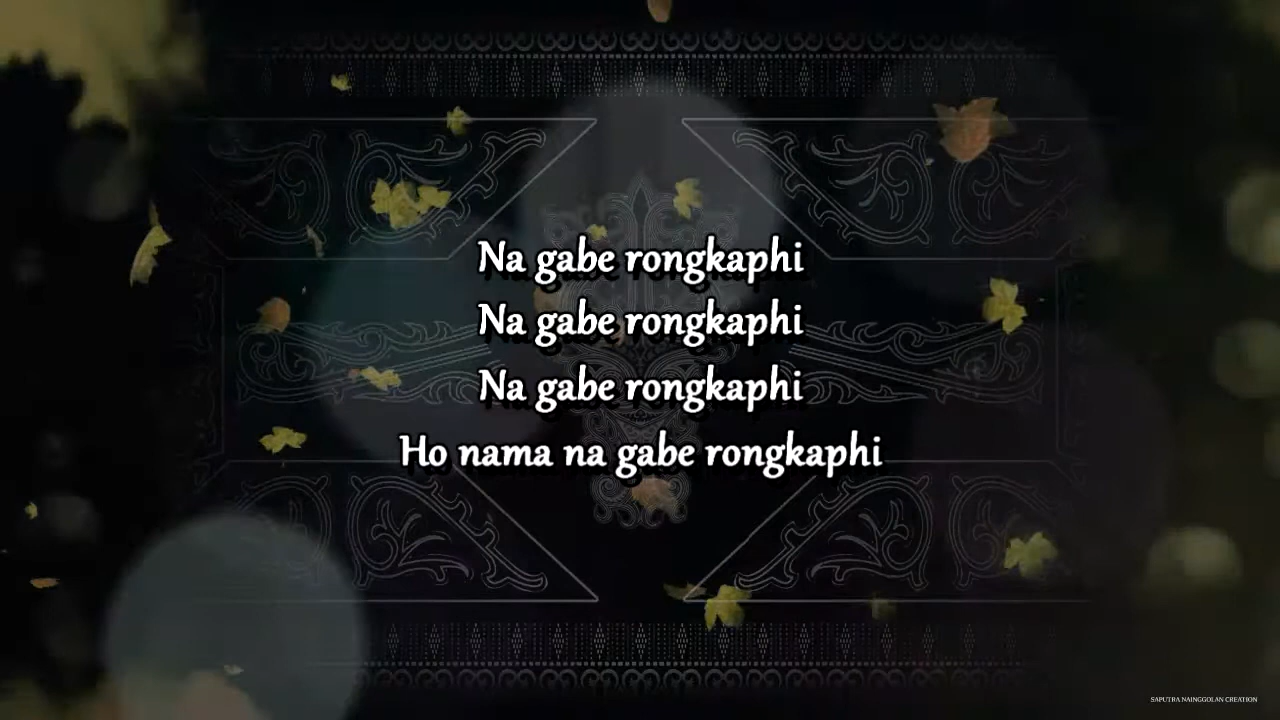 Na gabe rongkaphi
Na gabe rongkaphi
Na gabe rongkaphi
Ho nama na gabe rongkaphi
SAPUTRA NAINGGOLAN CREATION